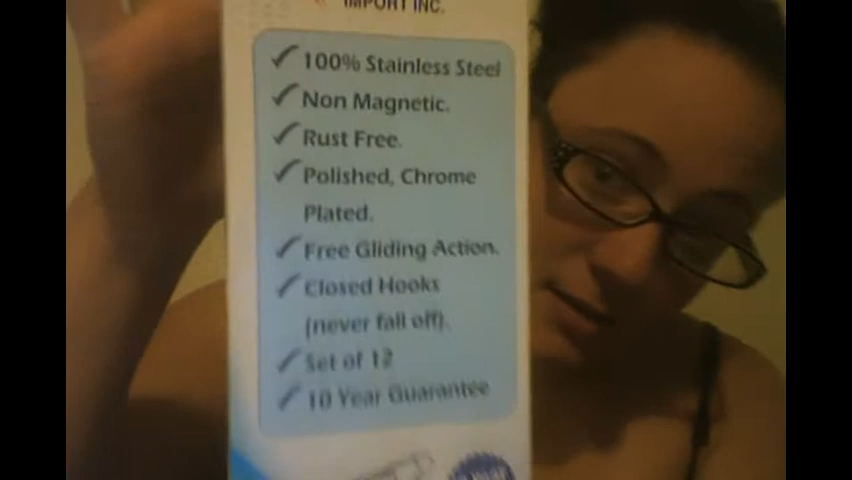 IMPORT INC.
100% Stainless Steel
Non Magnetic.
Rust Free.
Polished, Chrome
Plated.
Free Gliding Action.
Closed Hooks
(never fall off).
Set of 12
10 Year Guarantee